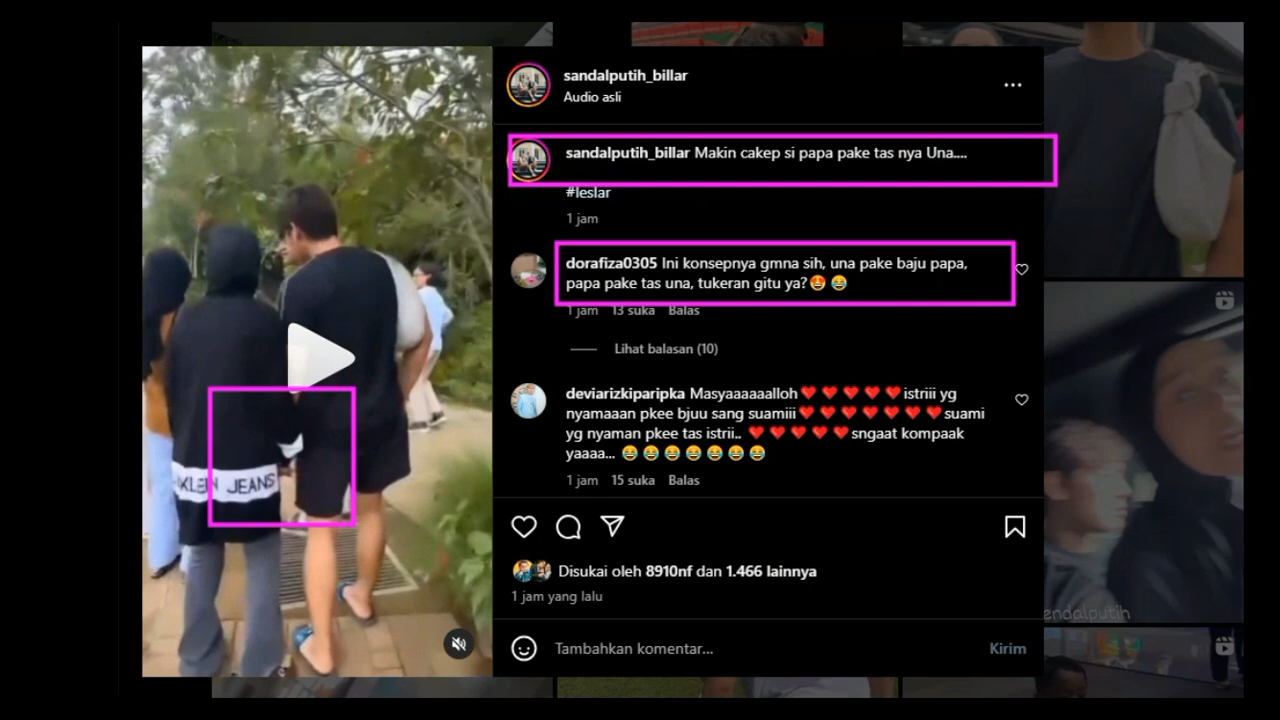 sandalputih_billar
Audio asli
sandalputih_billar Makin cakep si papa pake tas nya Una....
#leslar
1 jam
dorafiza0305 Ini konsepnya gmna sih, una pake baju papa,
papa pake tas una, tukeran gitu ya?😍 😂
1 jam 13 suka Balas
Lihat balasan (10)
deviarizkiparipka Masyaaaaaalloh❤️❤️❤️❤️❤️istriii yg
nyamaaan pkee bjuu sang suamiii❤️❤️❤️❤️❤️❤️❤️suami
yg nyaman pkee tas istrii.. ❤️❤️❤️❤️❤️sngaat kompaak
yaaaa... 😂😂😂😂😂😂😂
1 jam 15 suka Balas
KLEIN JEANS
Disukai oleh 8910nf dan 1.466 lainnya
1 jam yang lalu
Tambahkan komentar...
Kirim
endalputih